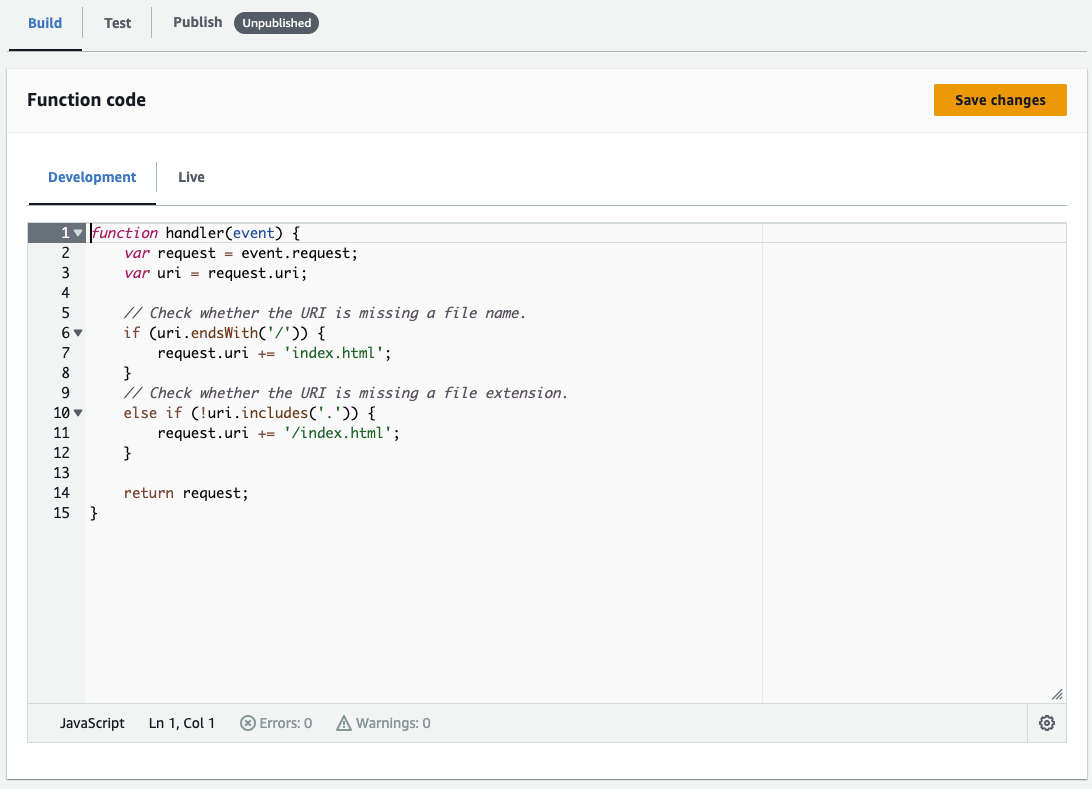 Build Test Publish Unpublished
Function code Save changes
Development Live
1 function handler(event) {
2     var request = event.request;
3     var uri = request.uri;
4
5     // Check whether the URI is missing a file name.
6     if (uri.endsWith('/')) {
7         request.uri += 'index.html';
8     }
9     // Check whether the URI is missing a file extension.
10     else if (!uri.includes('.')) {
11         request.uri += '/index.html';
12     }
13
14     return request;
15 }
JavaScript Ln 1, Col 1 Errors: 0 Warnings: 0